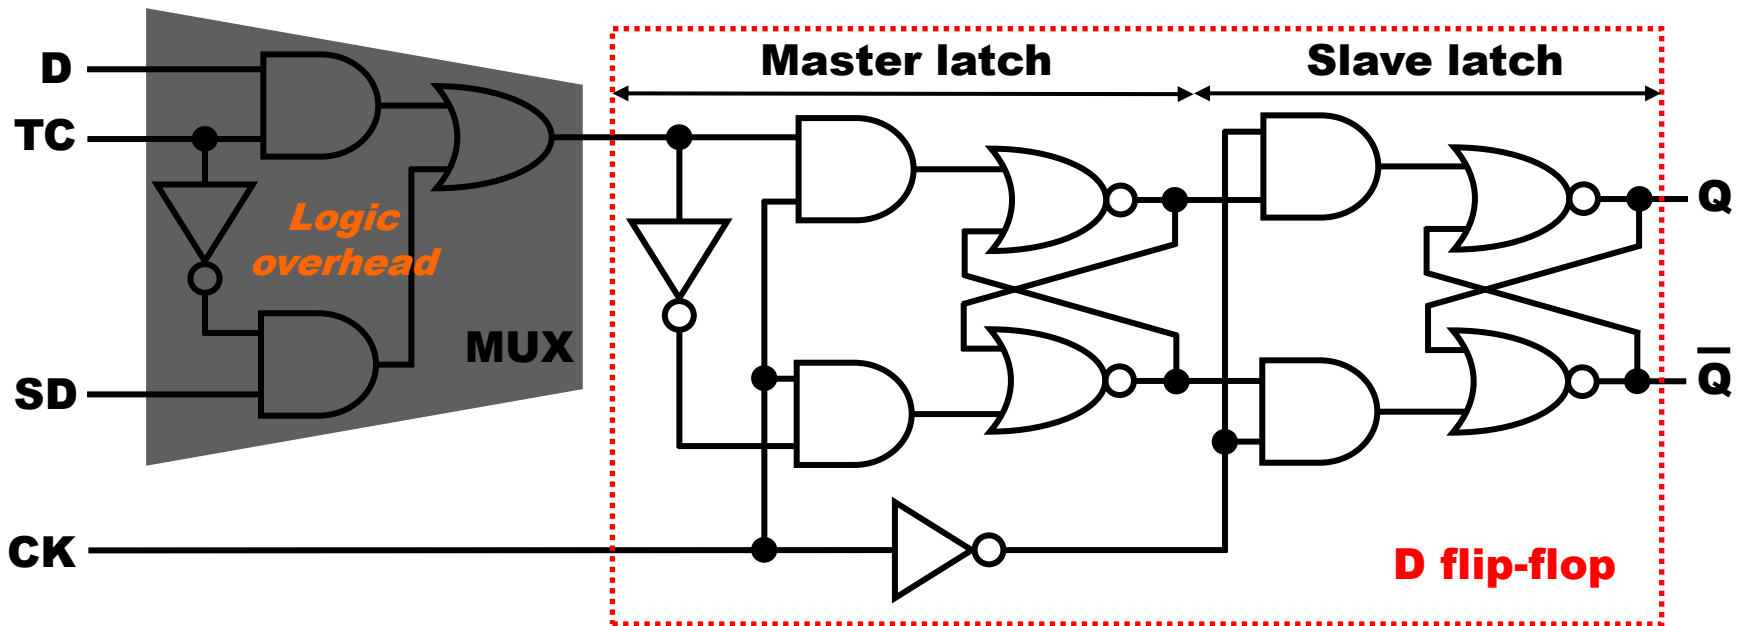 D
TC
SD
CK
Logic
overhead
MUX
Master latch
Slave latch
Q
Q̅
D flip-flop